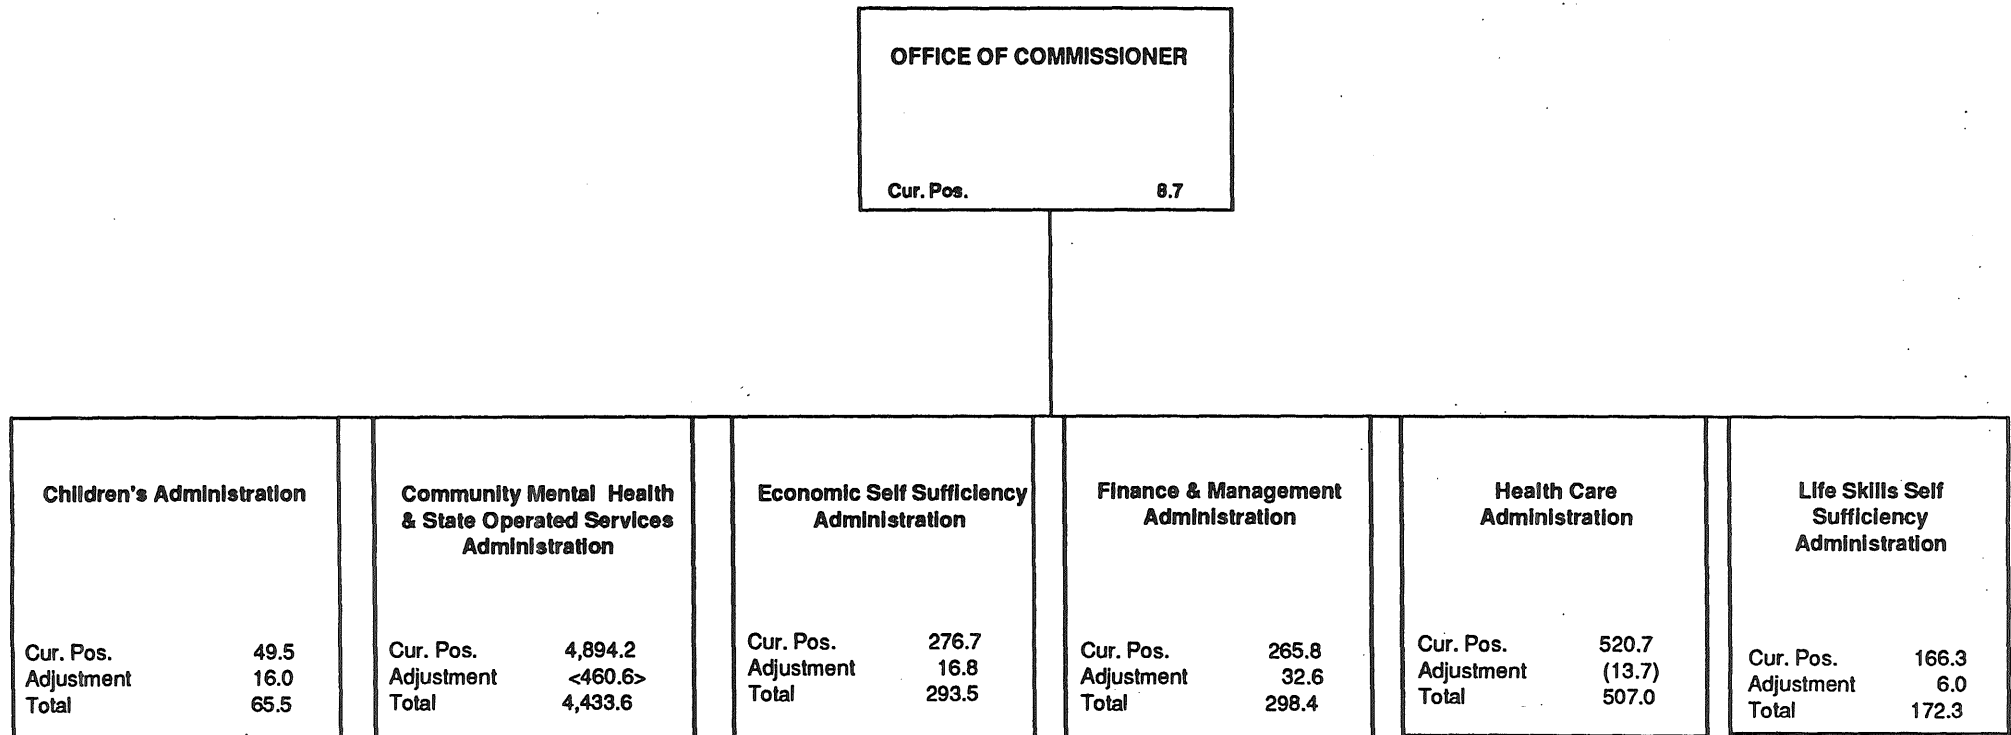 OFFICE OF COMMISSIONER
Cur. Pos. 8.7
Children's Administration
Cur. Pos. 49.5
Adjustment 16.0
Total 65.5
Community Mental Health
& State Operated Services
Administration
Cur. Pos. 4,894.2
Adjustment <460.6>
Total 4,433.6
Economic Self Sufficiency
Administration
Cur. Pos. 276.7
Adjustment 16.8
Total 293.5
Finance & Management
Administration
Cur. Pos. 265.8
Adjustment 32.6
Total 298.4
Health Care
Administration
Cur. Pos. 520.7
Adjustment (13.7)
Total 507.0
Life Skills Self
Sufficiency
Administration
Cur. Pos. 166.3
Adjustment 6.0
Total 172.3